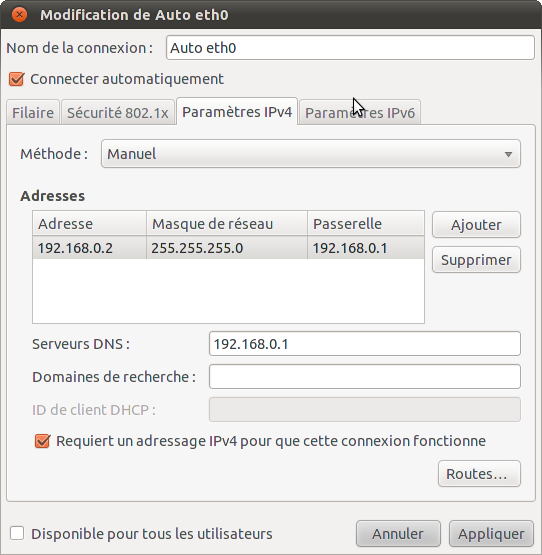 Modification de Auto eth0
Nom de la connexion : Auto eth0
Connecter automatiquement
Filaire Sécurité 802.1x Paramètres IPv4 Paramètres IPv6
Méthode : Manuel
Adresses
Adresse Masque de réseau Passerelle Ajouter
192.168.0.2 255.255.255.0 192.168.0.1
Supprimer
Serveurs DNS : 192.168.0.1
Domaines de recherche :
ID de client DHCP :
Requiert un adressage IPv4 pour que cette connexion fonctionne
Routes…
Disponible pour tous les utilisateurs Annuler Appliquer